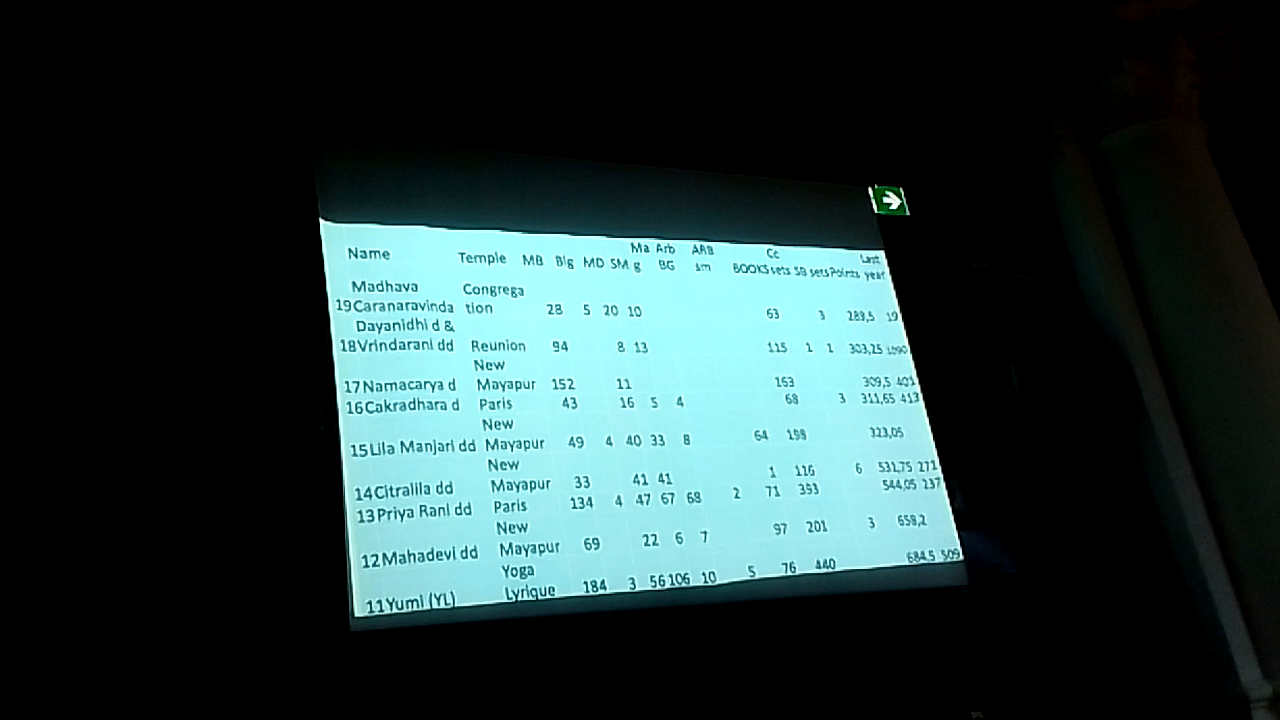 Ma Arb ARB Cc Last
Name Temple MB Big MD SM g BG sm BOOKS sets SB sets Points year
Madhava Congrega
19 Caranaravinda tion 28 5 20 10 63 3 289,5 19
Dayanidhi d &
18 Vrindarani dd Reunion 94 8 13 115 1 1 303,25 1090
New
17 Namacarya d Mayapur 152 11 163 309,5 401
16 Cakradhara d Paris 43 16 5 4 68 3 311,65 413
New
15 Lila Manjari dd Mayapur 49 4 40 33 8 64 198 323,05
New
14 Citralila dd Mayapur 33 41 41 1 116 6 531,75 271
13 Priya Rani dd Paris 134 4 47 67 68 2 71 393 544,05 237
New
12 Mahadevi dd Mayapur 69 22 6 7 97 201 3 658,2
Yoga
11 Yumi (YL) Lyrique 184 3 56 106 10 5 76 440 684,5 509